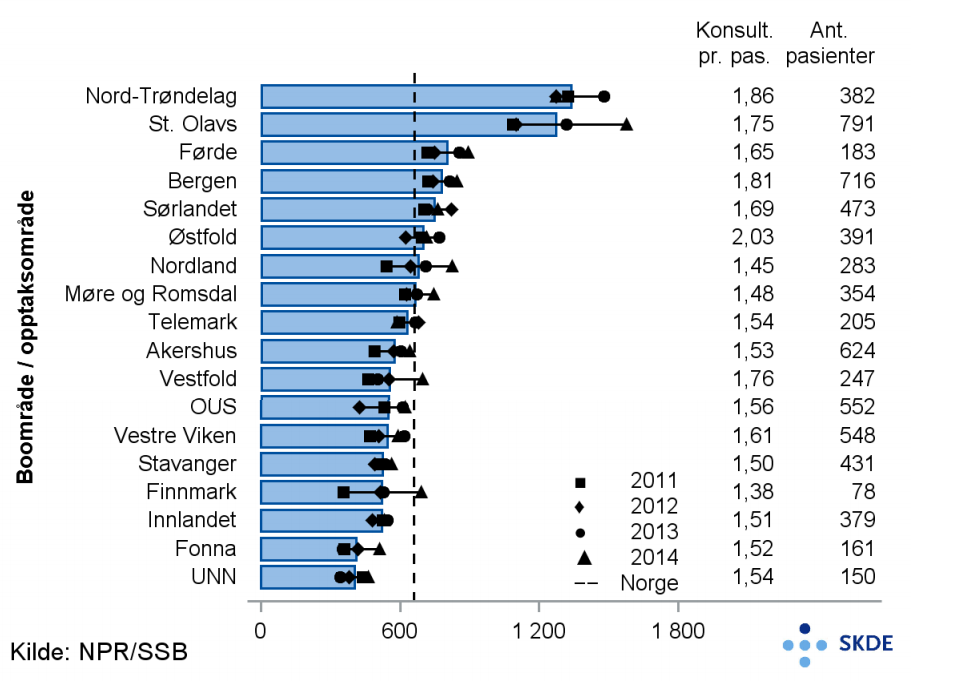 Konsult. Ant.
pr. pas. pasienter
Nord-Trøndelag 1,86 382
St. Olavs 1,75 791
Førde 1,65 183
Bergen 1,81 716
Sørlandet 1,69 473
Østfold 2,03 391
Nordland 1,45 283
Møre og Romsdal 1,48 354
Telemark 1,54 205
Akershus 1,53 624
Vestfold 1,76 247
OUS 1,56 552
Vestre Viken 1,61 548
Stavanger 1,50 431
Finnmark 1,38 78
Innlandet 1,51 379
Fonna 1,52 161
UNN 1,54 150
Boområde / opptaksområde
2011
2012
2013
2014
Norge
0 600 1 200 1 800
Kilde: NPR/SSB
SKDE